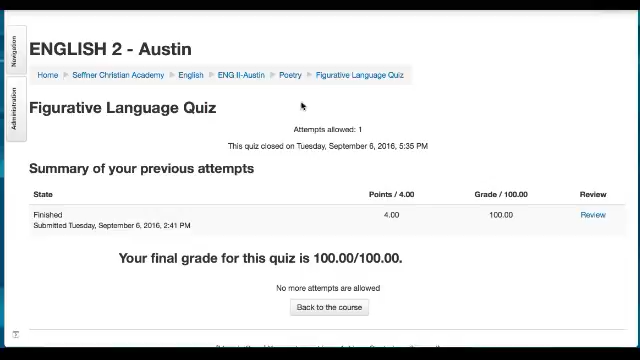 Navigation
Administration
ENGLISH 2 - Austin
Home Seffner Christian Academy English ENG II-Austin Poetry Figurative Language Quiz
Figurative Language Quiz
Attempts allowed: 1
This quiz closed on Tuesday, September 6, 2016, 5:35 PM
Summary of your previous attempts
State Points / 4.00 Grade / 100.00 Review
Finished 4.00 100.00 Review
Submitted Tuesday, September 6, 2016, 2:41 PM
Your final grade for this quiz is 100.00/100.00.
No more attempts are allowed
Back to the course